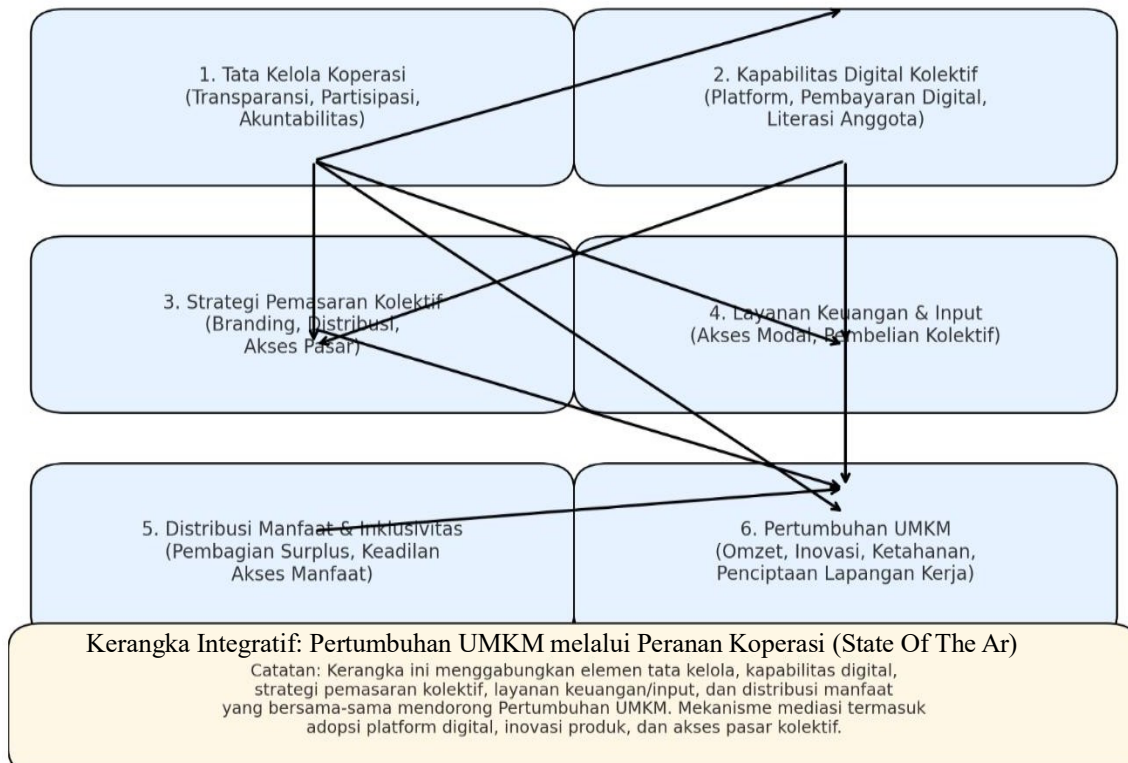 1. Tata Kelola Koperasi
(Transparansi, Partisipasi,
Akuntabilitas)
2. Kapabilitas Digital Kolektif
(Platform, Pembayaran Digital,
Literasi Anggota)
3. Strategi Pemasaran Kolektif
(Branding, Distribusi,
Akses Pasar)
4. Layanan Keuangan & Input
(Akses Modal, Pembelian Kolektif)
5. Distribusi Manfaat & Inklusivitas
(Pembagian Surplus, Keadilan
Akses Manfaat)
6. Pertumbuhan UMKM
(Omzet, Inovasi, Ketahanan,
Penciptaan Lapangan Kerja)
Kerangka Integratif: Pertumbuhan UMKM melalui Peranan Koperasi (State Of The Ar)
Catatan: Kerangka ini menggabungkan elemen tata kelola, kapabilitas digital,
strategi pemasaran kolektif, layanan keuangan/input, dan distribusi manfaat
yang bersama-sama mendorong Pertumbuhan UMKM. Mekanisme mediasi termasuk
adopsi platform digital, inovasi produk, dan akses pasar kolektif.